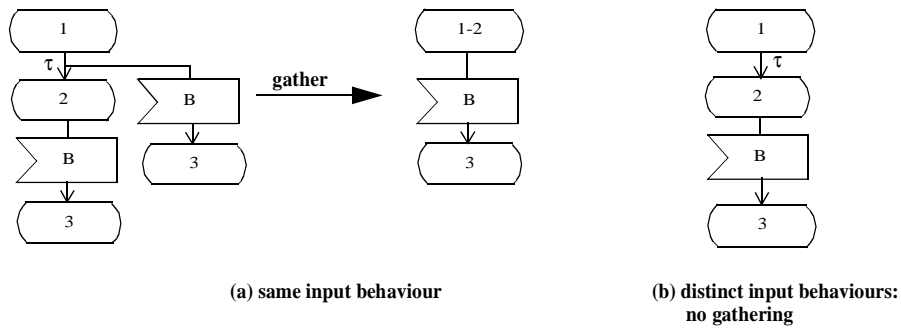 1
τ
2
B
B
3
3
gather
1-2
B
3
1
τ
2
B
3
(a) same input behaviour
(b) distinct input behaviours:
no gathering